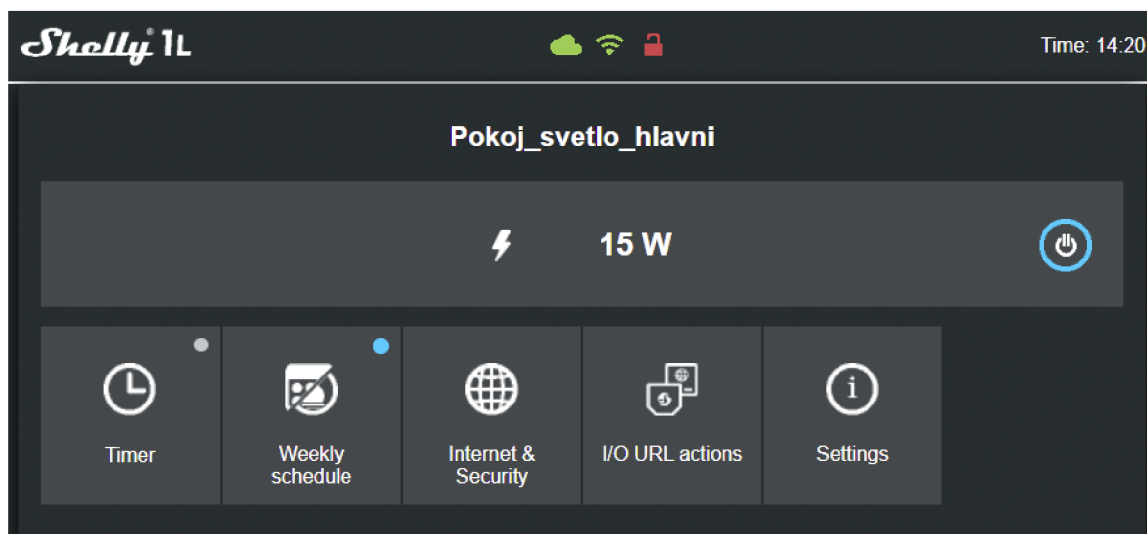 Shelly® 1L
Time: 14:20
Pokoj_svetlo_hlavni
15 W
Timer
Weekly
schedule
Internet &
Security
I/O URL actions
Settings